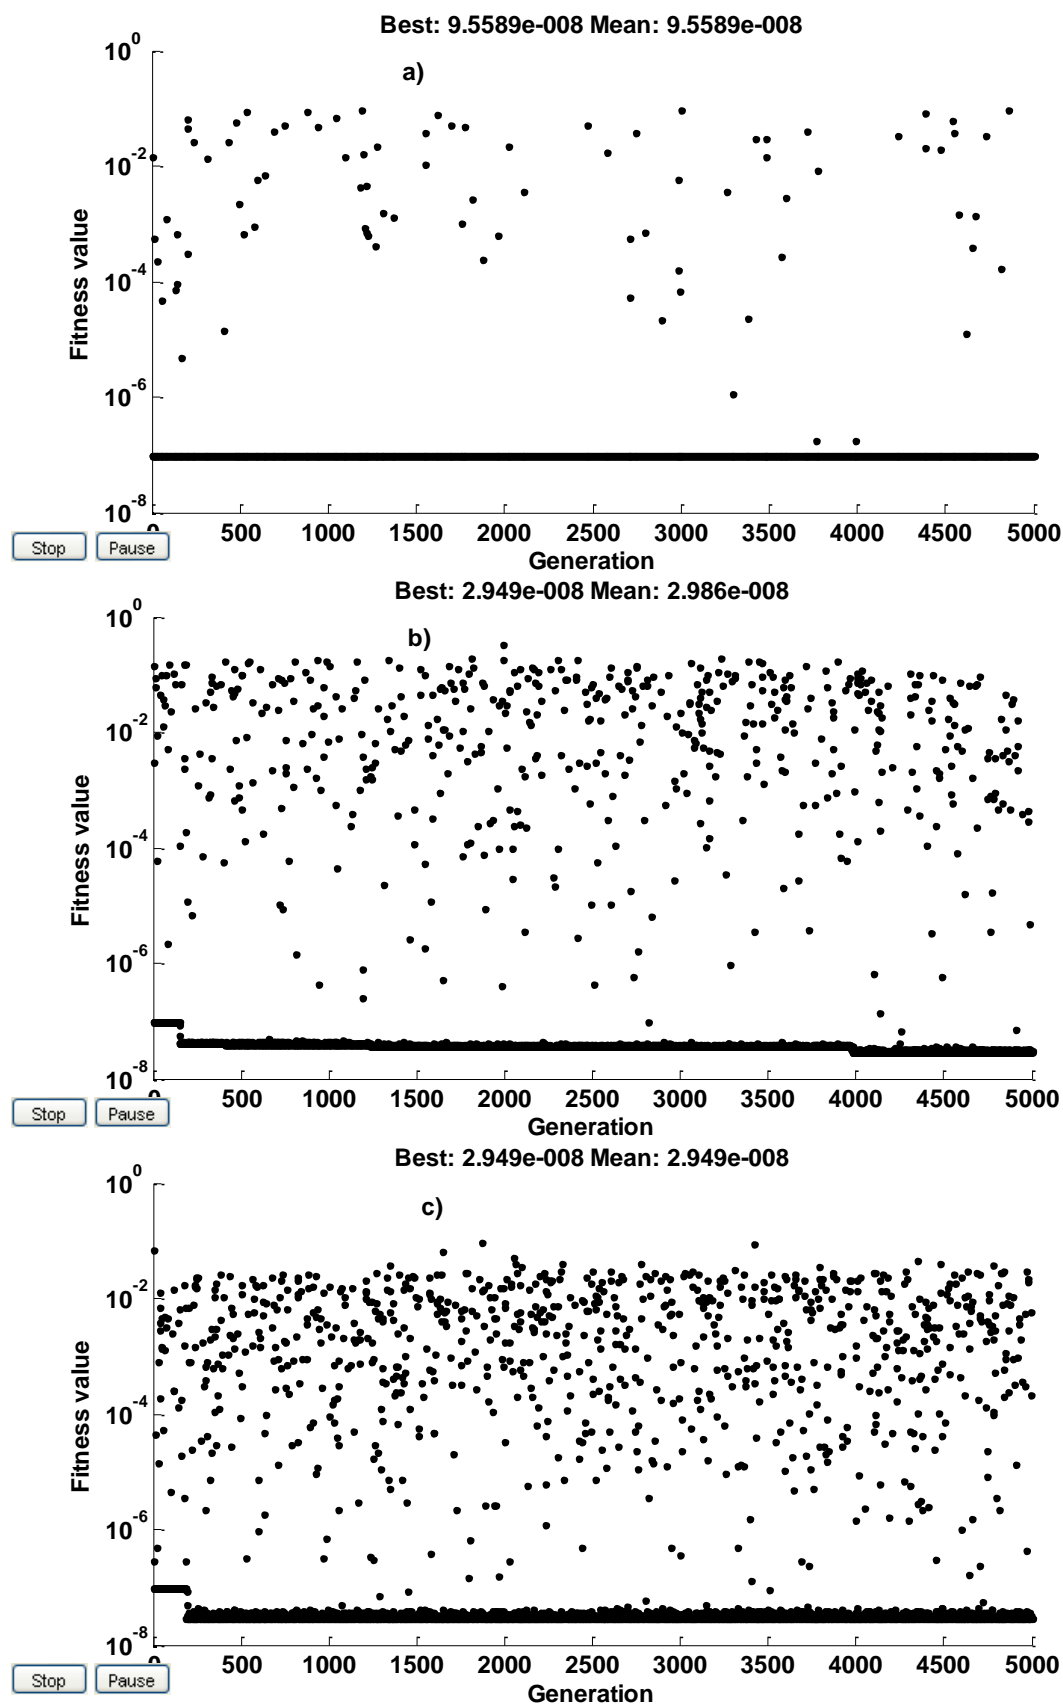 Best: 9.5589e-008 Mean: 9.5589e-008
a)
10^0
10^-2
10^-4
10^-6
10^-8
Fitness value
0 500 1000 1500 2000 2500 3000 3500 4000 4500 5000
Generation
Stop Pause
Best: 2.949e-008 Mean: 2.986e-008
b)
10^0
10^-2
10^-4
10^-6
10^-8
Fitness value
500 1000 1500 2000 2500 3000 3500 4000 4500 5000
Generation
Stop Pause
Best: 2.949e-008 Mean: 2.949e-008
c)
10^0
10^-2
10^-4
10^-6
10^-8
Fitness value
500 1000 1500 2000 2500 3000 3500 4000 4500 5000
Generation
Stop Pause